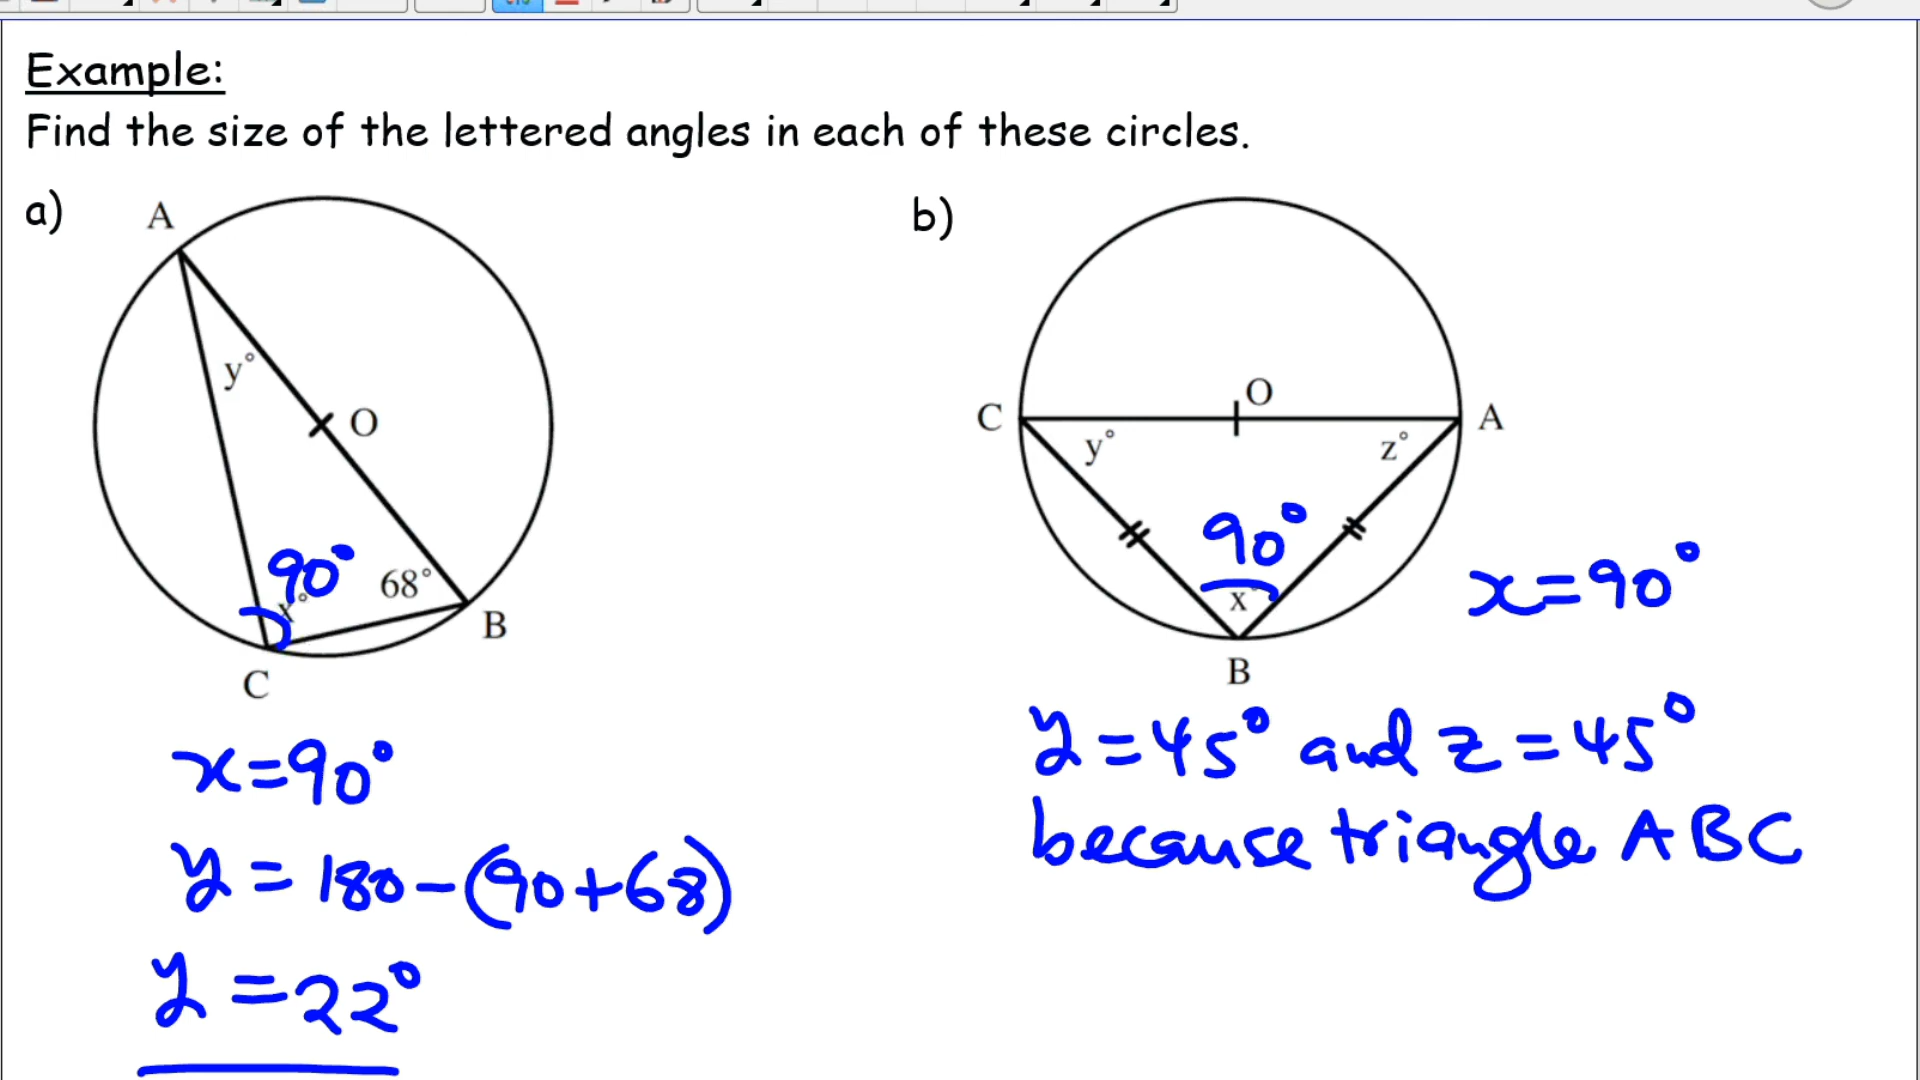 Example:
Find the size of the lettered angles in each of these circles.
a)
A
y°
O
90°
68°
x°
B
C
x=90°
y = 180-(90+68)
y = 22°
b)
O
C
A
y°
z°
90°
x°
B
x=90°
y = 45° and z = 45°
because triangle ABC